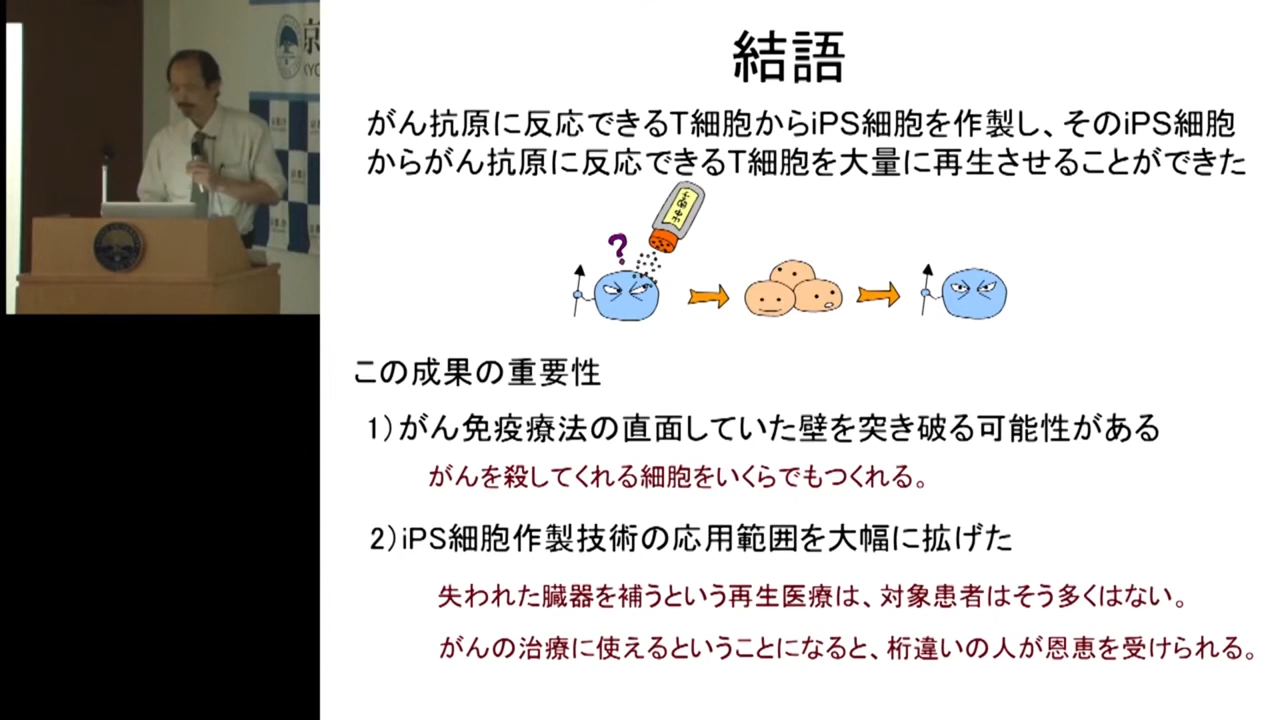 結語
がん抗原に反応できるT細胞からiPS細胞を作製し、そのiPS細胞
からがん抗原に反応できるT細胞を大量に再生させることができた
?
この成果の重要性
1)がん免疫療法の直面していた壁を突き破る可能性がある
がんを殺してくれる細胞をいくらでもつくれる。
2)iPS細胞作製技術の応用範囲を大幅に拡げた
失われた臓器を補うという再生医療は、対象患者はそう多くはない。
がんの治療に使えるということになると、桁違いの人が恩恵を受けられる。
京
KYO